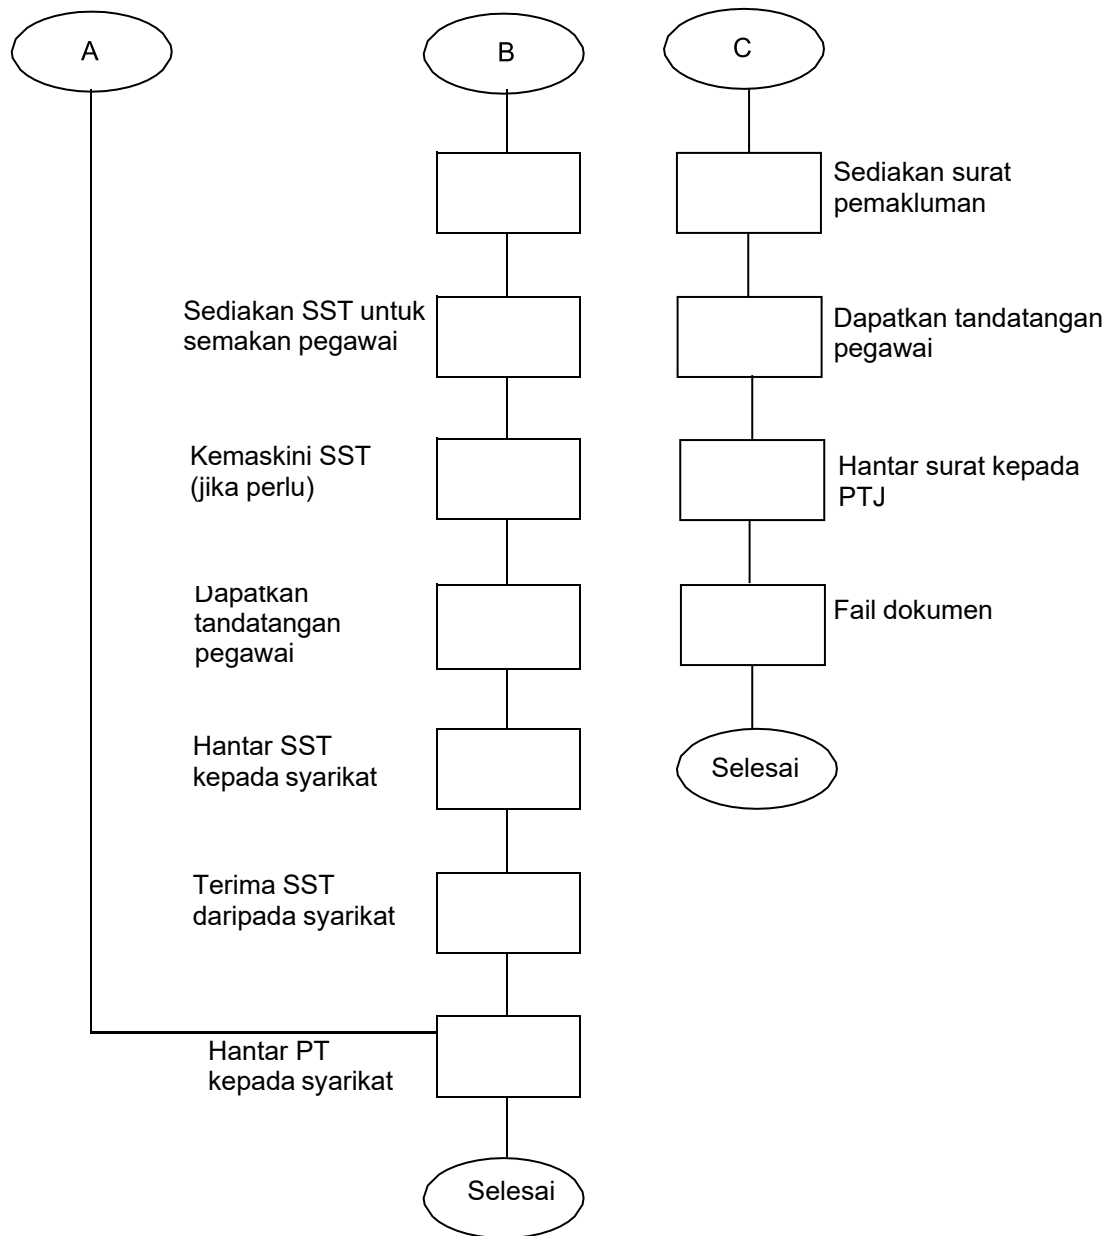 A
B
C
Sediakan surat
pemakluman
Sediakan SST untuk
semakan pegawai
Dapatkan tandatangan
pegawai
Kemaskini SST
(jika perlu)
Hantar surat kepada
PTJ
Dapatkan
tandatangan
pegawai
Fail dokumen
Hantar SST
kepada syarikat
Selesai
Terima SST
daripada syarikat
Hantar PT
kepada syarikat
Selesai